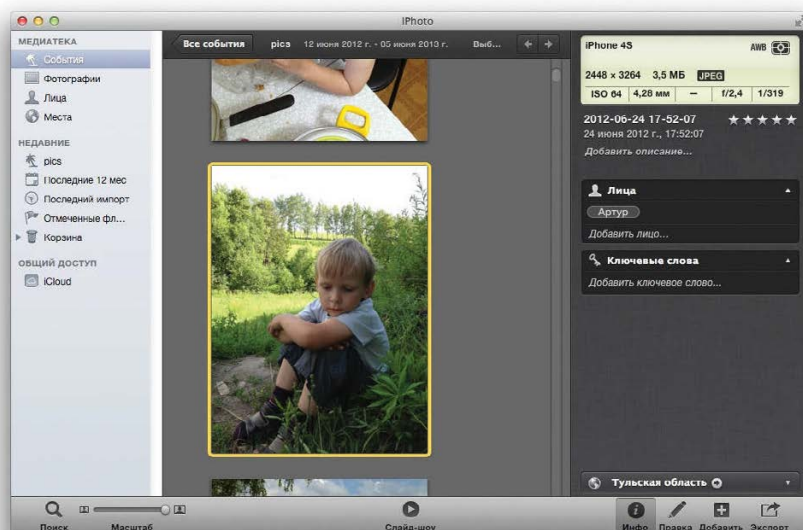 iPhoto
МЕДИАТЕКА
События
Фотографии
Лица
Места
НЕДАВНИЕ
pics
Последние 12 мес
Последний импорт
Отмеченные фл...
Корзина
ОБЩИЙ ДОСТУП
iCloud
Все события pics 12 июня 2012 г. - 05 июня 2013 г. Выб...
iPhone 4S AWB
2448 × 3264 3,5 МБ JPEG
ISO 64 4,28 мм – f/2,4 1/319
2012-06-24 17-52-07 ★★★★★
24 июня 2012 г., 17:52:07
Добавить описание...
Лица
Артур
Добавить лицо...
Ключевые слова
Добавить ключевое слово...
Тульская область
Поиск Масштаб Слайд-шоу Инфо Правка Добавить Экспорт